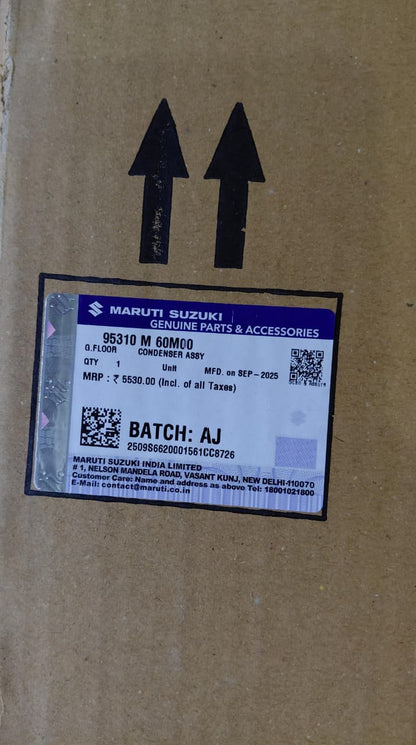 MARUTI SUZUKI
GENUINE PARTS & ACCESSORIES
95310 M 60M00
G.FLOOR CONDENSER ASSY
QTY 1 Unit MFD. on SEP-2025
MRP : ₹ 5530.00 (Incl. of all Taxes)
BATCH: AJ
2509S6620001561CC8726
MARUTI SUZUKI INDIA LIMITED
# 1, NELSON MANDELA ROAD, VASANT KUNJ, NEW DELHI-110070
Customer Care: Name and address as above Tel: 18001021800
E-Mail: contact@maruti.co.in